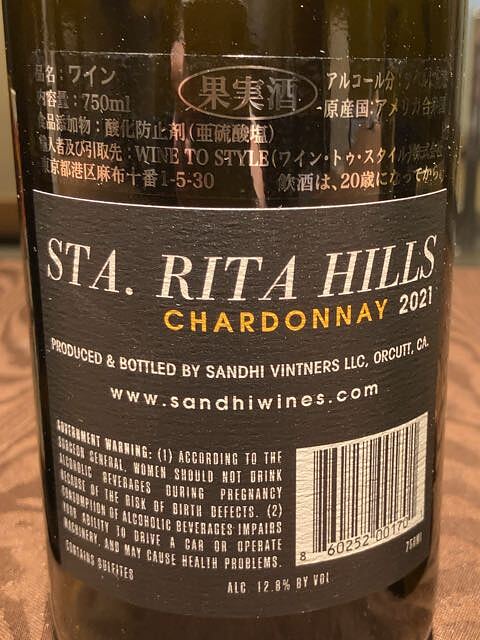 品名：ワイン
果実酒
アルコール分
内容量：750ml
原産国：アメリカ合衆国
食品添加物：酸化防止剤(亜硫酸塩)
輸入者及び引取先：WINE TO STYLE(ワイン・トゥ・スタイル)株式会社
東京都港区麻布十番1-5-30
飲酒は、20歳になってから。
STA. RITA HILLS
CHARDONNAY 2021
PRODUCED & BOTTLED BY SANDHI VINTNERS LLC, ORCUTT, CA.
www.sandhiwines.com
GOVERNMENT WARNING: (1) ACCORDING TO THE
SURGEON GENERAL, WOMEN SHOULD NOT DRINK
ALCOHOLIC BEVERAGES DURING PREGNANCY
BECAUSE OF THE RISK OF BIRTH DEFECTS. (2)
CONSUMPTION OF ALCOHOLIC BEVERAGES IMPAIRS
YOUR ABILITY TO DRIVE A CAR OR OPERATE
MACHINERY, AND MAY CAUSE HEALTH PROBLEMS.
CONTAINS SULFITES
8 60252 00170
750Ml
ALC 12.8% BY VOL